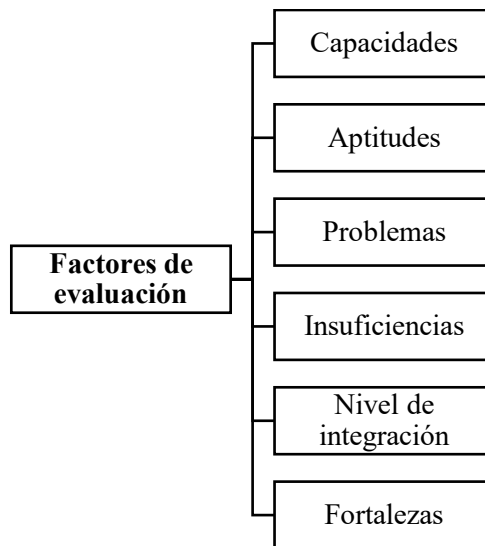 Capacidades
Aptitudes
Problemas
Factores de
evaluación
Insuficiencias
Nivel de
integración
Fortalezas